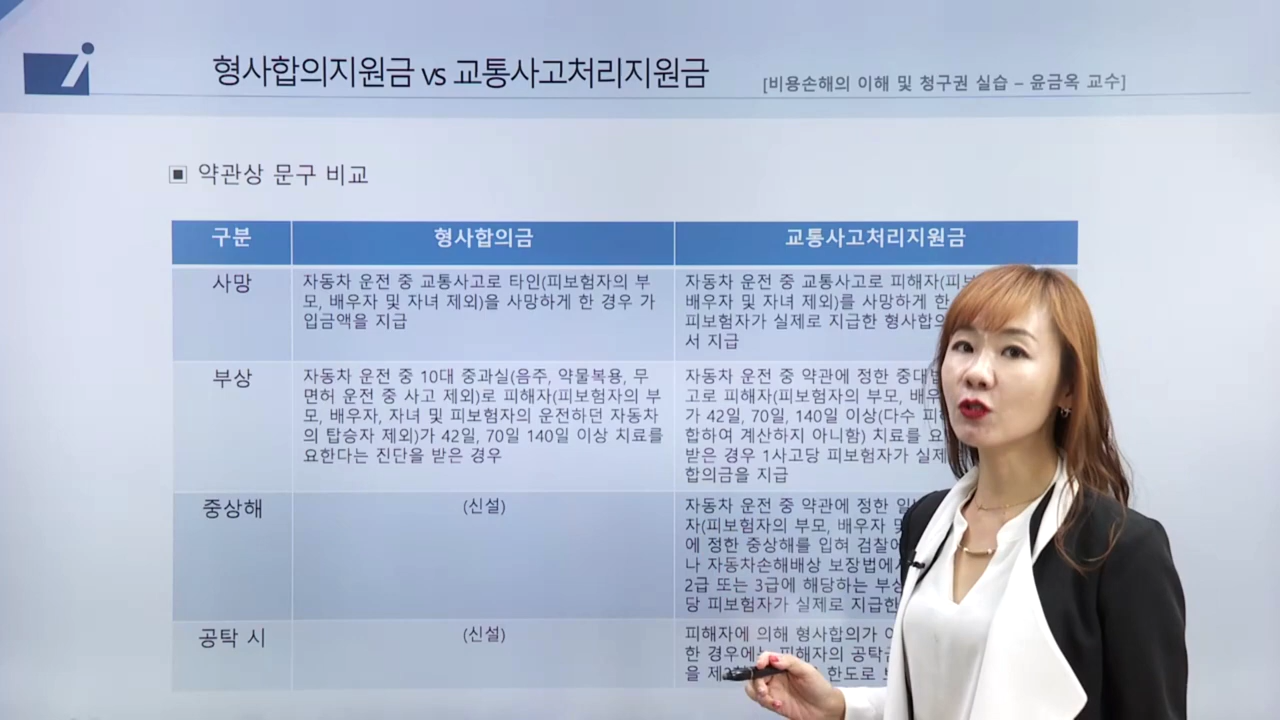 형사합의지원금 vs 교통사고처리지원금
[비용손해의 이해 및 청구권 실습 – 윤금옥 교수]
▣ 약관상 문구 비교
구분
형사합의금
교통사고처리지원금
사망
자동차 운전 중 교통사고로 타인(피보험자의 부
모, 배우자 및 자녀 제외)을 사망하게 한 경우 가
입금액을 지급
자동차 운전 중 교통사고로 피해자(피보
배우자 및 자녀 제외)를 사망하게 한
피보험자가 실제로 지급한 형사합의
서 지급
부상
자동차 운전 중 10대 중과실(음주, 약물복용, 무
면허 운전 중 사고 제외)로 피해자(피보험자의 부
모, 배우자, 자녀 및 피보험자의 운전하던 자동차
의 탑승자 제외)가 42일, 70일 140일 이상 치료를
요한다는 진단을 받은 경우
자동차 운전 중 약관에 정한 중대법
고로 피해자(피보험자의 부모, 배우
가 42일, 70일, 140일 이상(다수 피해
합하여 계산하지 아니함) 치료를 요
받은 경우 1사고당 피보험자가 실제
합의금을 지급
중상해
(신설)
자동차 운전 중 약관에 정한 일반
자(피보험자의 부모, 배우자 및
에 정한 중상해를 입혀 검찰에
나 자동차손해배상 보장법에서
2급 또는 3급에 해당하는 부상
당 피보험자가 실제로 지급한
공탁 시
(신설)
피해자에 의해 형사합의가 이
한 경우에는 피해자의 공탁금
을 제 한도로